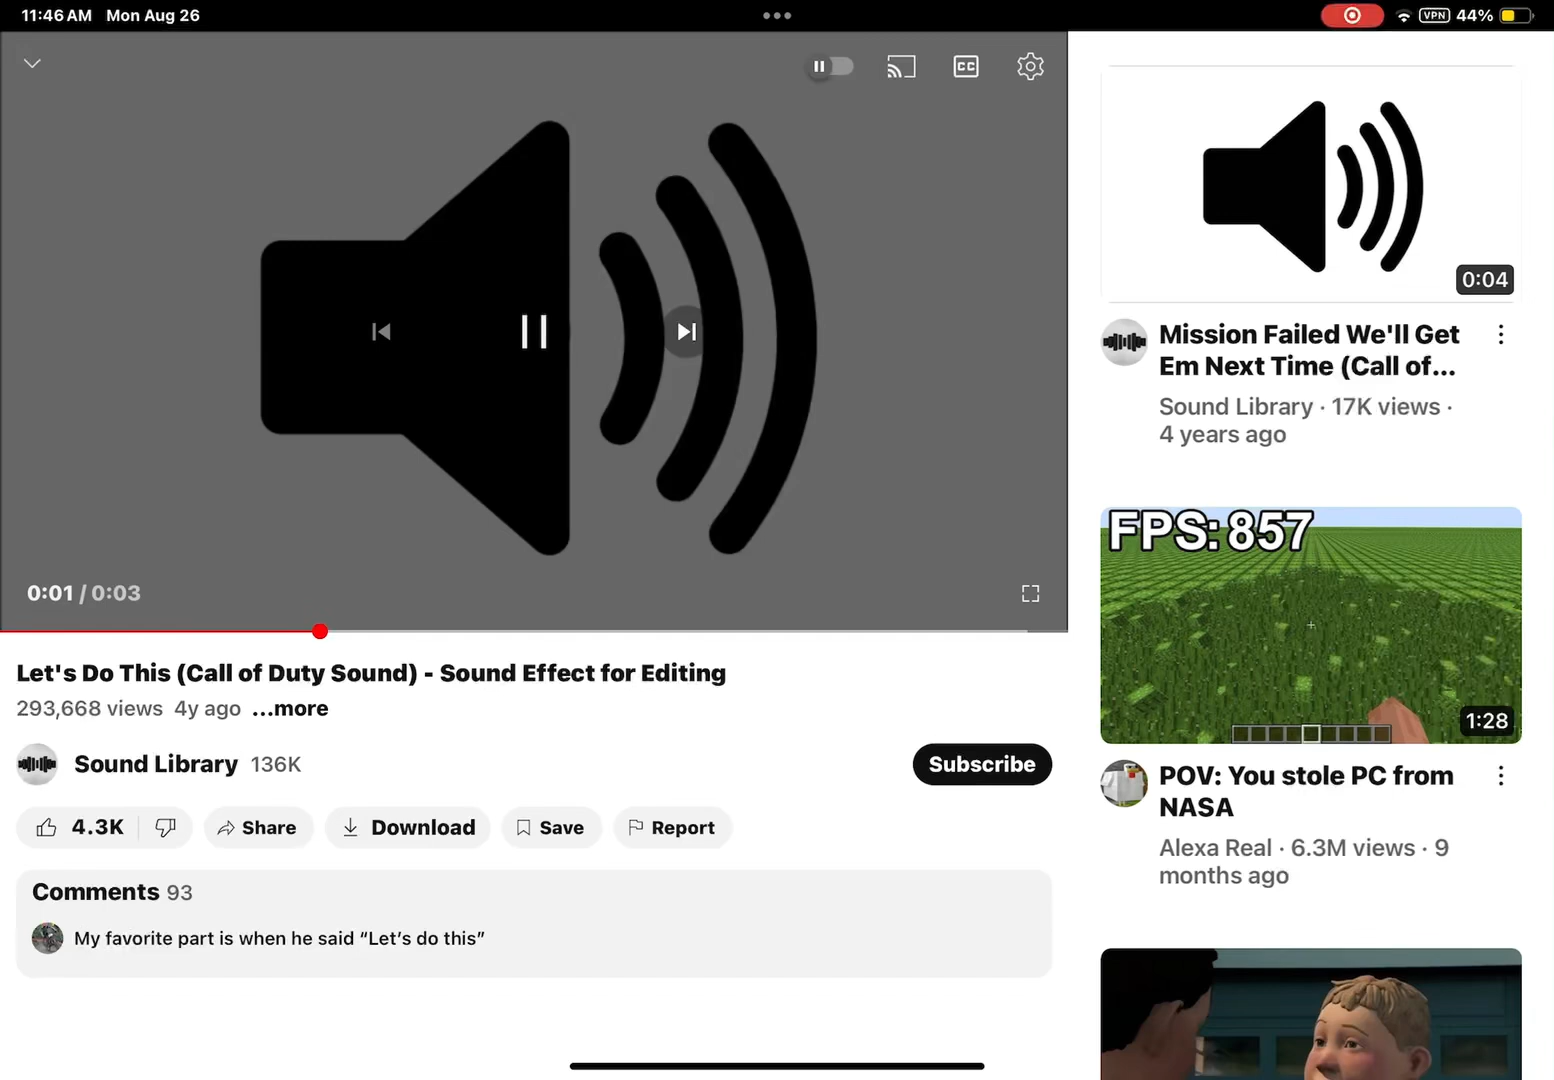 11:46 AM Mon Aug 26
VPN 44%
CC
0:01 / 0:03
Let's Do This (Call of Duty Sound) - Sound Effect for Editing
293,668 views 4y ago ...more
Sound Library 136K
Subscribe
4.3K
Share
Download
Save
Report
Comments 93
My favorite part is when he said “Let’s do this”
0:04
Mission Failed We'll Get
Em Next Time (Call of...
Sound Library · 17K views ·
4 years ago
FPS: 857
1:28
POV: You stole PC from
NASA
Alexa Real · 6.3M views · 9
months ago